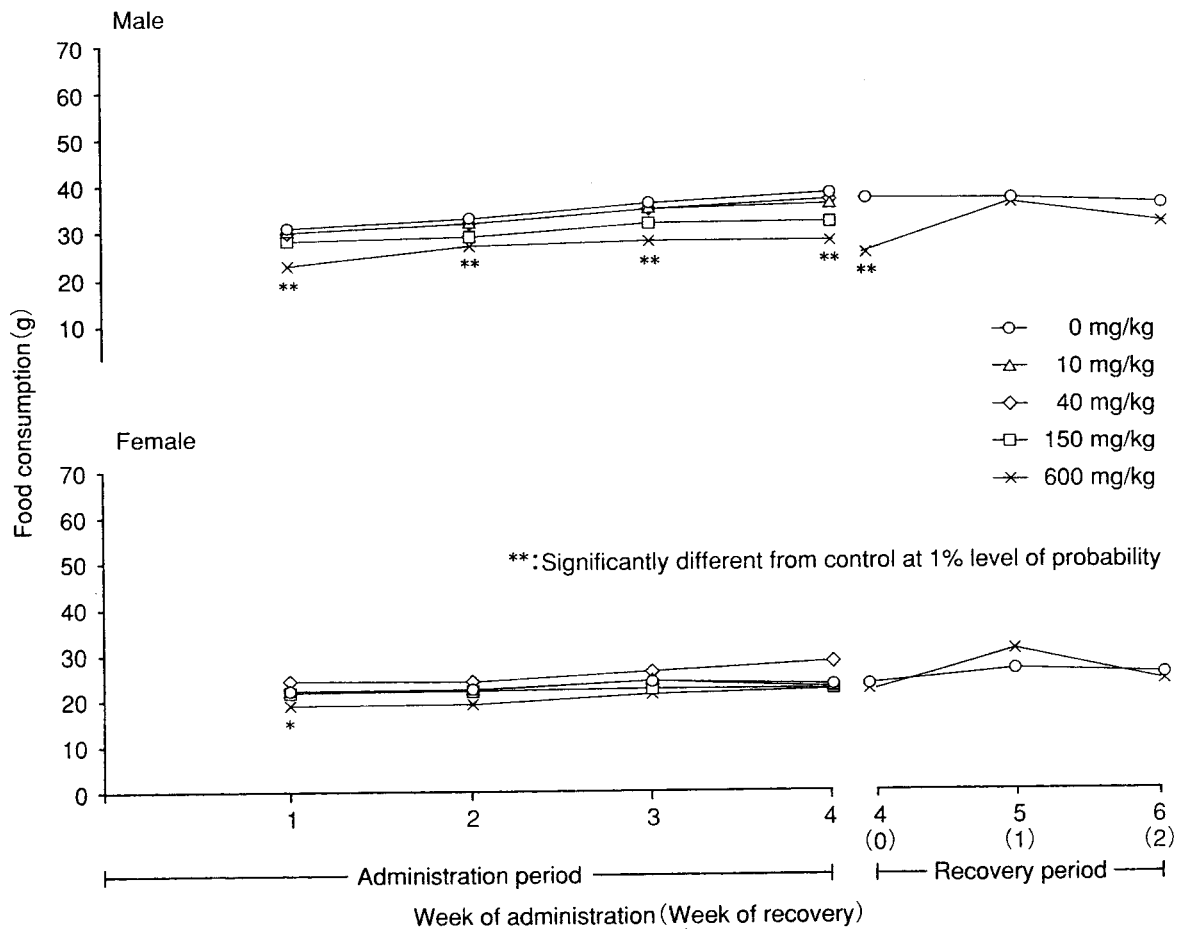 Male
70
60
50
40
30
20
10
** ** ** ** **
0 mg/kg
10 mg/kg
40 mg/kg
150 mg/kg
600 mg/kg
Food consumption(g)
Female
70
60
50
40
30
20
10
0
**:Significantly different from control at 1% level of probability
*
1 2 3 4 4 5 6
(0) (1) (2)
Administration period Recovery period
Week of administration(Week of recovery)